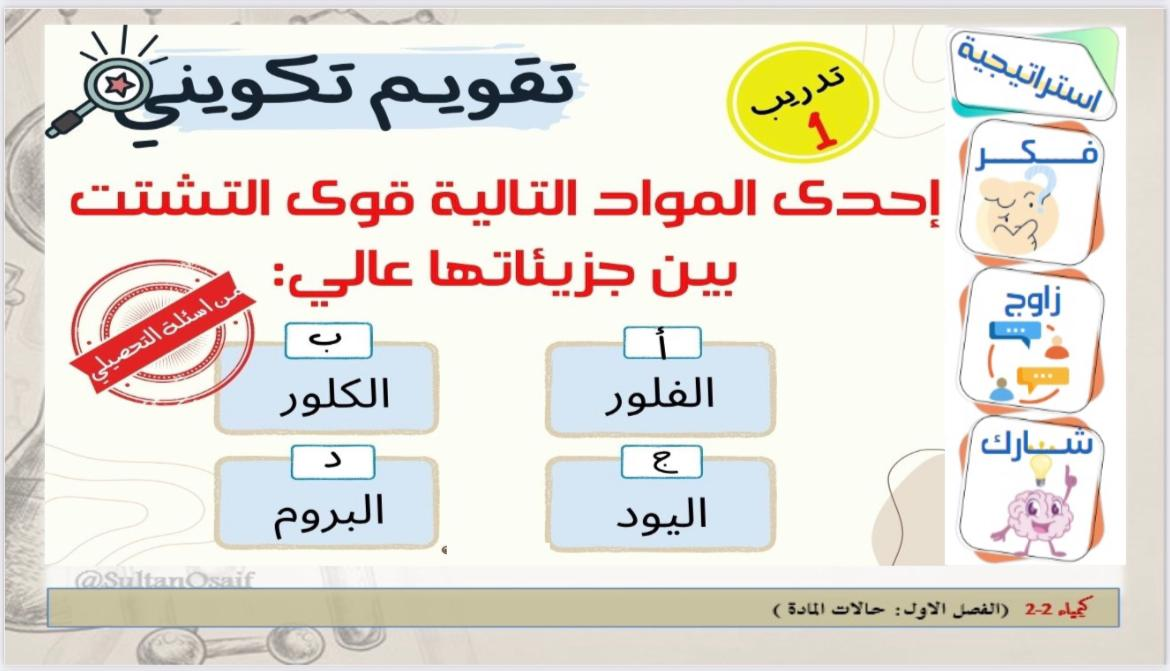 تقويم تكويني
تدريب
1
استراتيجية
فكر
زاوج
شارك
إحدى المواد التالية قوى التشتت
بين جزيئاتها عالي:
من اسئلة التحصيلي
أ
الفلور
ب
الكلور
ج
اليود
د
البروم
@SultanOsaif
كيمياء 2-2 (الفصل الاول: حالات المادة )